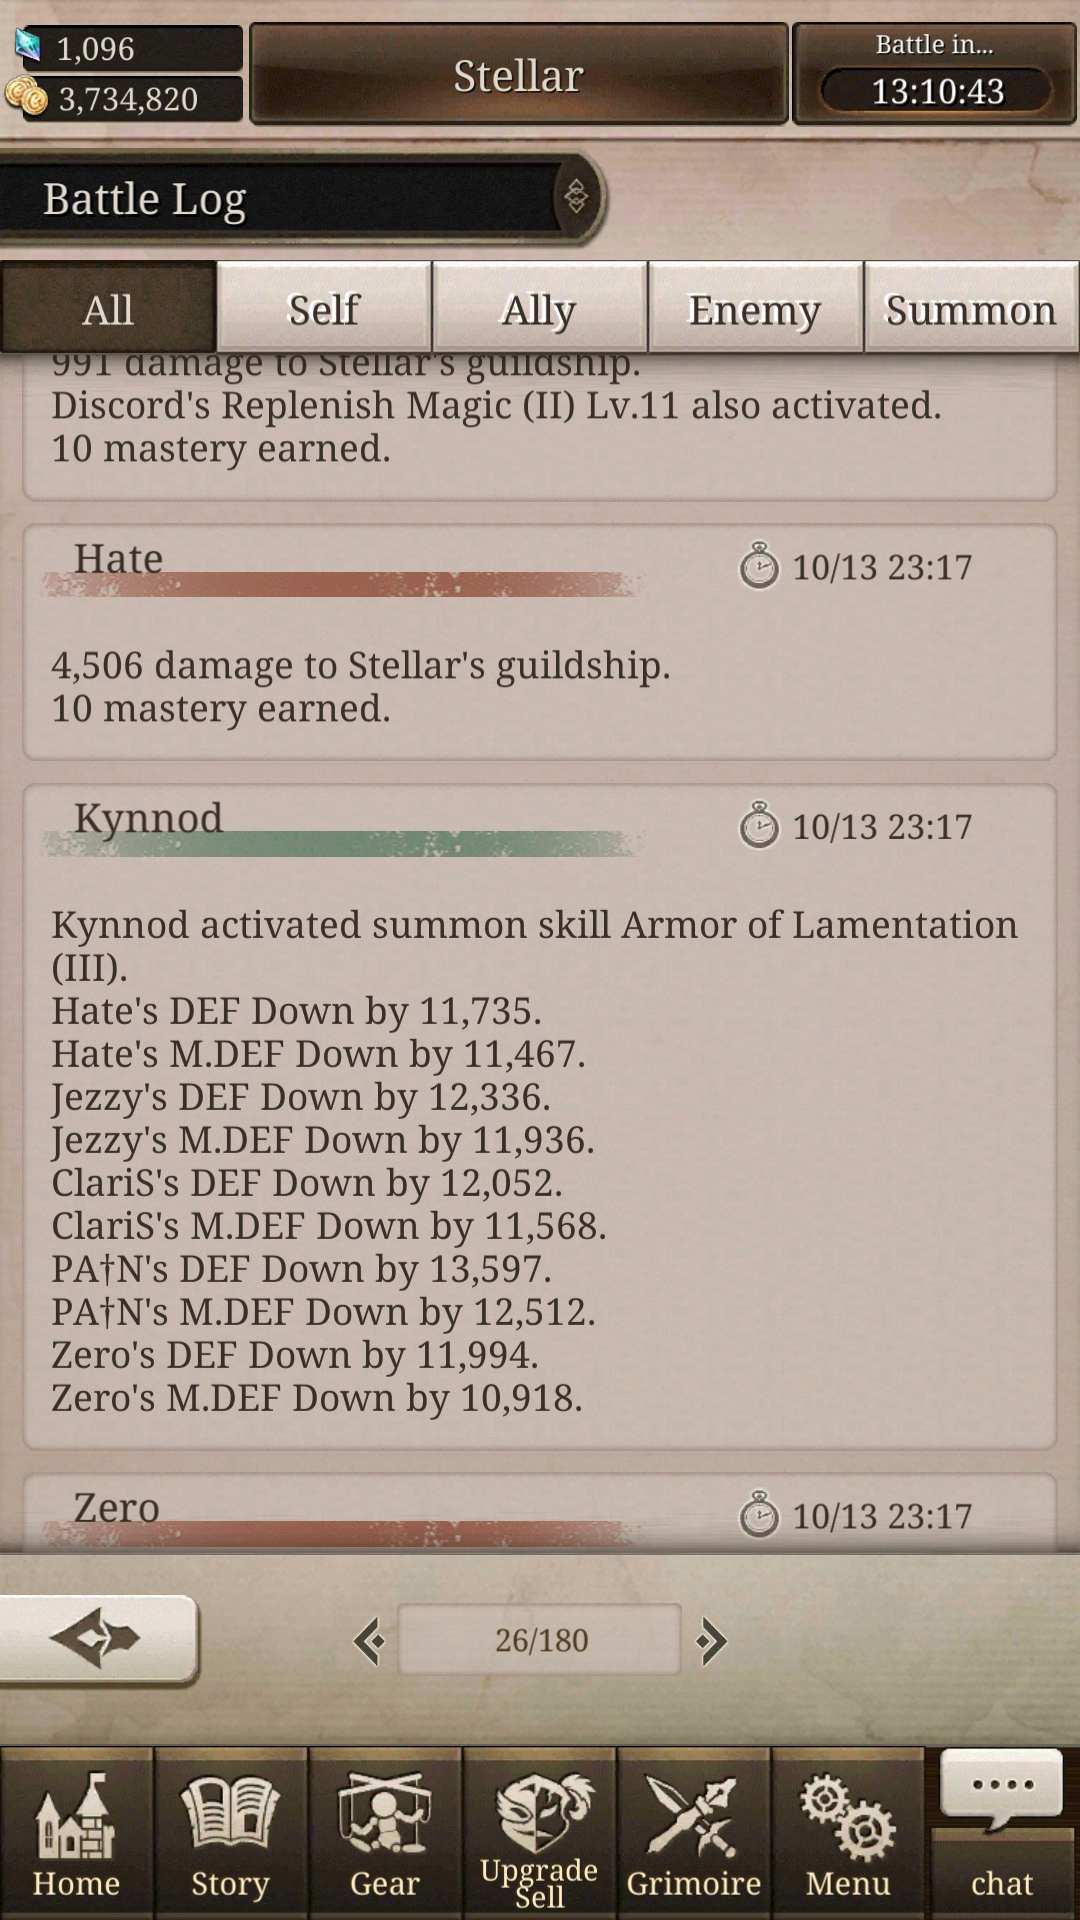 1,096
3,734,820
Stellar
Battle in...
13:10:43
Battle Log
All
Self
Ally
Enemy
Summon
991 damage to Stellar's guildship.
Discord's Replenish Magic (II) Lv.11 also activated.
10 mastery earned.
Hate
10/13 23:17
4,506 damage to Stellar's guildship.
10 mastery earned.
Kynnod
10/13 23:17
Kynnod activated summon skill Armor of Lamentation
(III).
Hate's DEF Down by 11,735.
Hate's M.DEF Down by 11,467.
Jezzy's DEF Down by 12,336.
Jezzy's M.DEF Down by 11,936.
ClariS's DEF Down by 12,052.
ClariS's M.DEF Down by 11,568.
PA†N's DEF Down by 13,597.
PA†N's M.DEF Down by 12,512.
Zero's DEF Down by 11,994.
Zero's M.DEF Down by 10,918.
Zero
10/13 23:17
26/180
Home
Story
Gear
Upgrade
Sell
Grimoire
Menu
chat